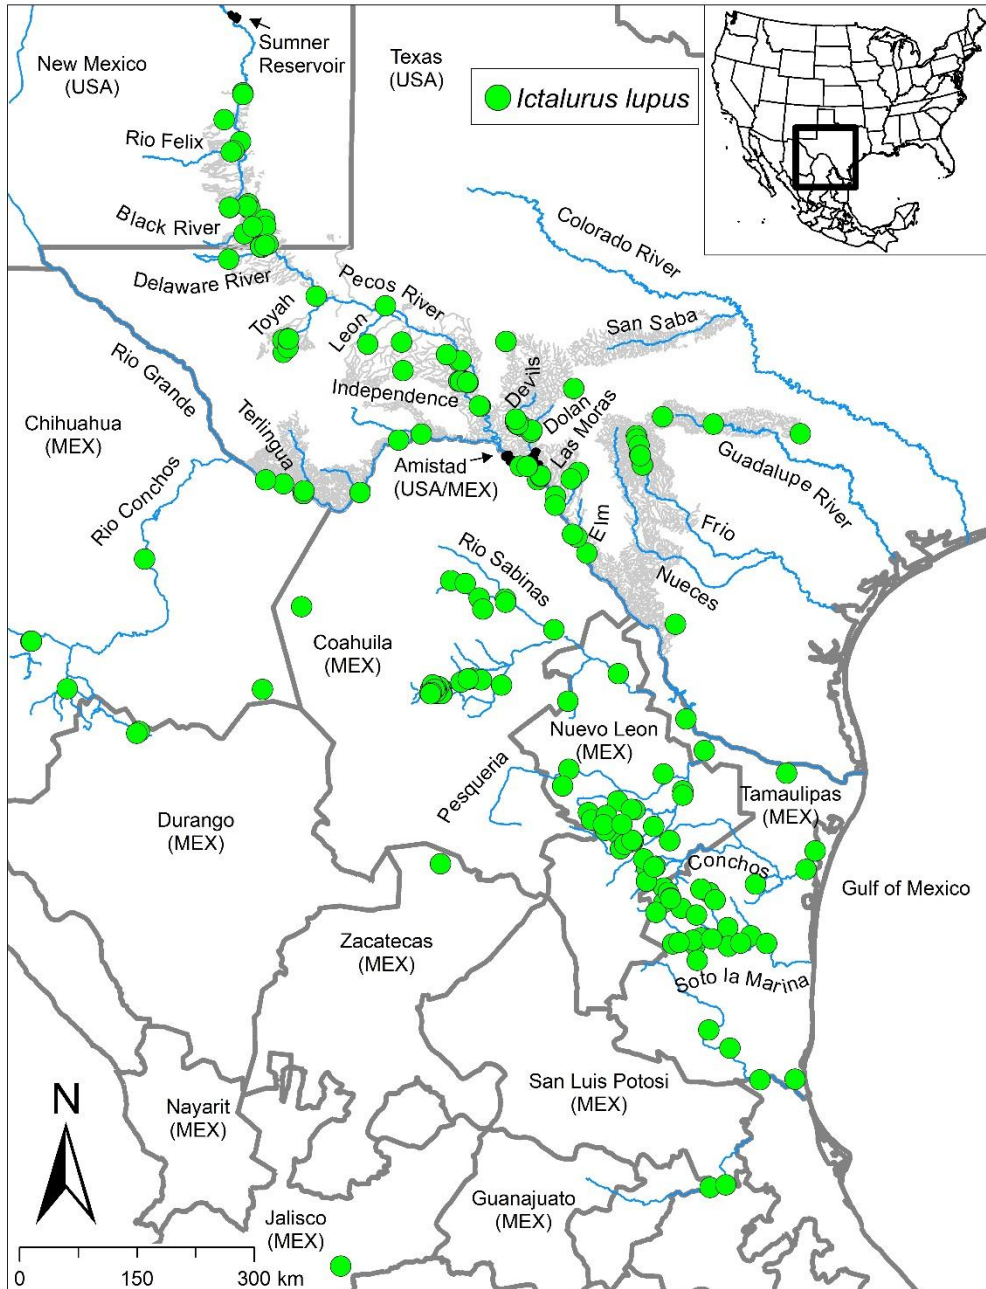 New Mexico
(USA)
Sumner
Reservoir
Texas
(USA)
Ictalurus lupus
Rio Felix
Black River
Delaware River
Pecos River
Colorado River
Toyah
Leon
San Saba
Rio Grande
Independence
Devils
Dolan
Las Moras
Chihuahua
(MEX)
Terlingua
Amistad
(USA/MEX)
Guadalupe River
Rio Conchos
Elm
Frio
Rio Sabinas
Nueces
Coahuila
(MEX)
Nuevo Leon
(MEX)
Pesqueria
Tamaulipas
(MEX)
Durango
(MEX)
Conchos
Gulf of Mexico
Zacatecas
(MEX)
Soto la Marina
San Luis Potosi
(MEX)
N
Nayarit
(MEX)
Guanajuato
(MEX)
Jalisco
(MEX)
0 150 300 km